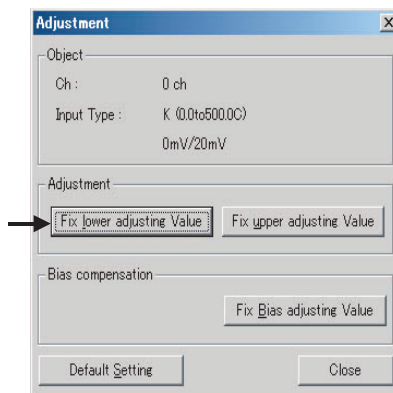 Adjustment
Object
Ch : 0 ch
Input Type : K (0.0to500.0C)
0mV/20mV
Adjustment
Fix lower adjusting Value Fix upper adjusting Value
Bias compensation
Fix Bias adjusting Value
Default Setting Close